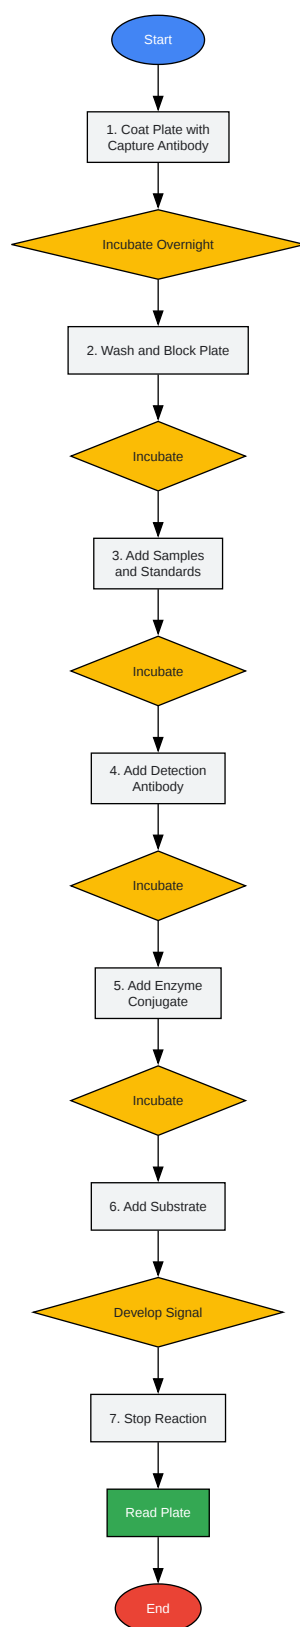 Start
1. Coat Plate with
Capture Antibody
Incubate Overnight
2. Wash and Block Plate
Incubate
3. Add Samples
and Standards
Incubate
4. Add Detection
Antibody
Incubate
5. Add Enzyme
Conjugate
Incubate
6. Add Substrate
Develop Signal
7. Stop Reaction
Read Plate
End